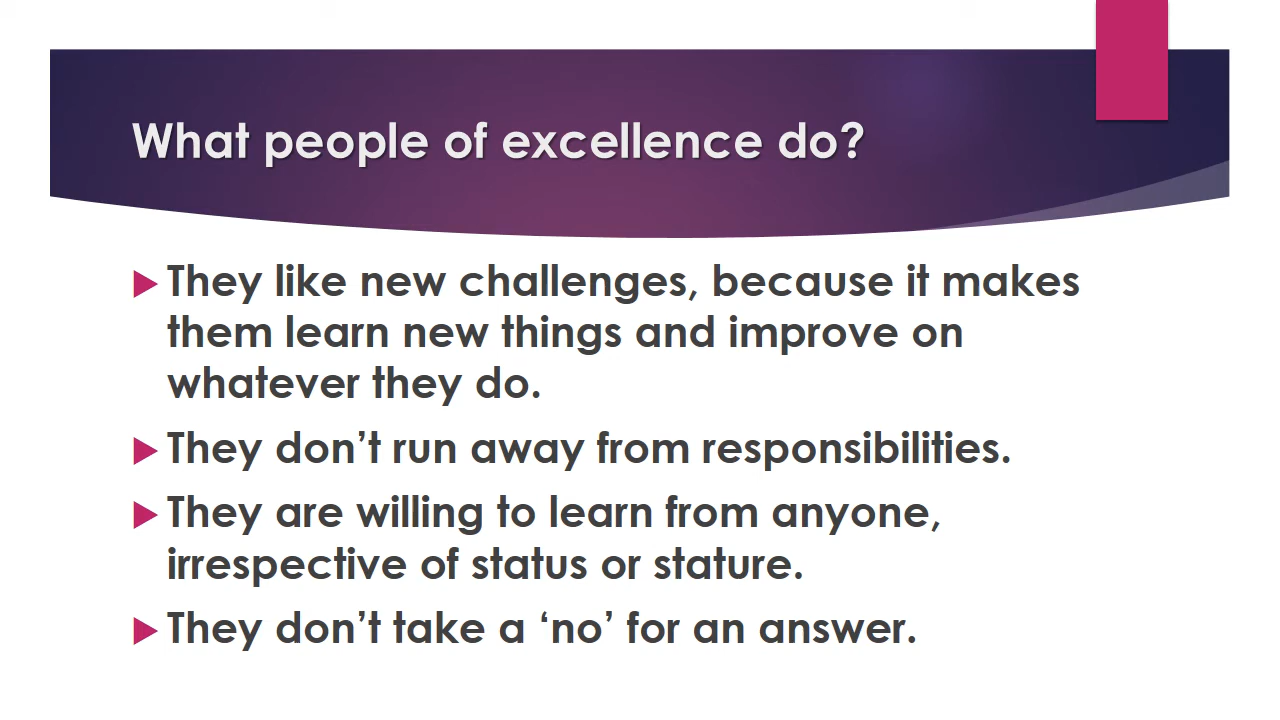 What people of excellence do?
They like new challenges, because it makes
them learn new things and improve on
whatever they do.
They don’t run away from responsibilities.
They are willing to learn from anyone,
irrespective of status or stature.
They don’t take a ‘no’ for an answer.